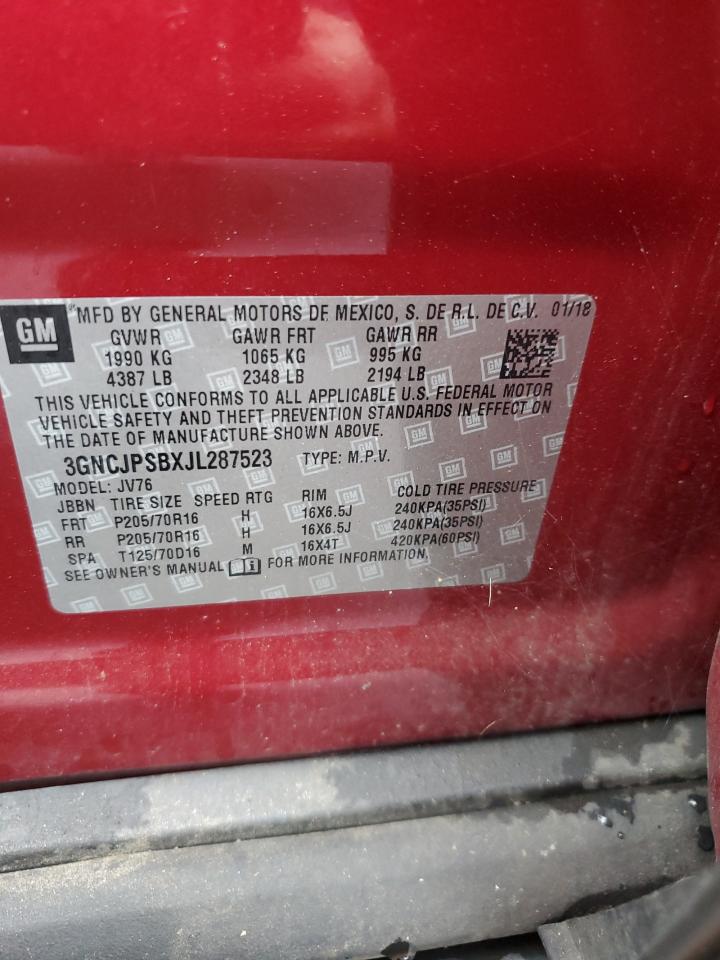 GM
MFD BY GENERAL MOTORS DE MEXICO, S. DE R.L. DE C.V. 01/18
GVWR GAWR FRT GAWR RR
1990 KG 1065 KG 995 KG
4387 LB 2348 LB 2194 LB
THIS VEHICLE CONFORMS TO ALL APPLICABLE U.S. FEDERAL MOTOR
VEHICLE SAFETY AND THEFT PREVENTION STANDARDS IN EFFECT ON
THE DATE OF MANUFACTURE SHOWN ABOVE.
3GNCJPSBXJL287523 TYPE: M.P.V.
MODEL: JV76
JBBN TIRE SIZE SPEED RTG RIM COLD TIRE PRESSURE
FRT P205/70R16 H 16X6.5J 240KPA(35PSI)
RR P205/70R16 H 16X6.5J 240KPA(35PSI)
SPA T125/70D16 M 16X4T 420KPA(60PSI)
SEE OWNER'S MANUAL FOR MORE INFORMATION.